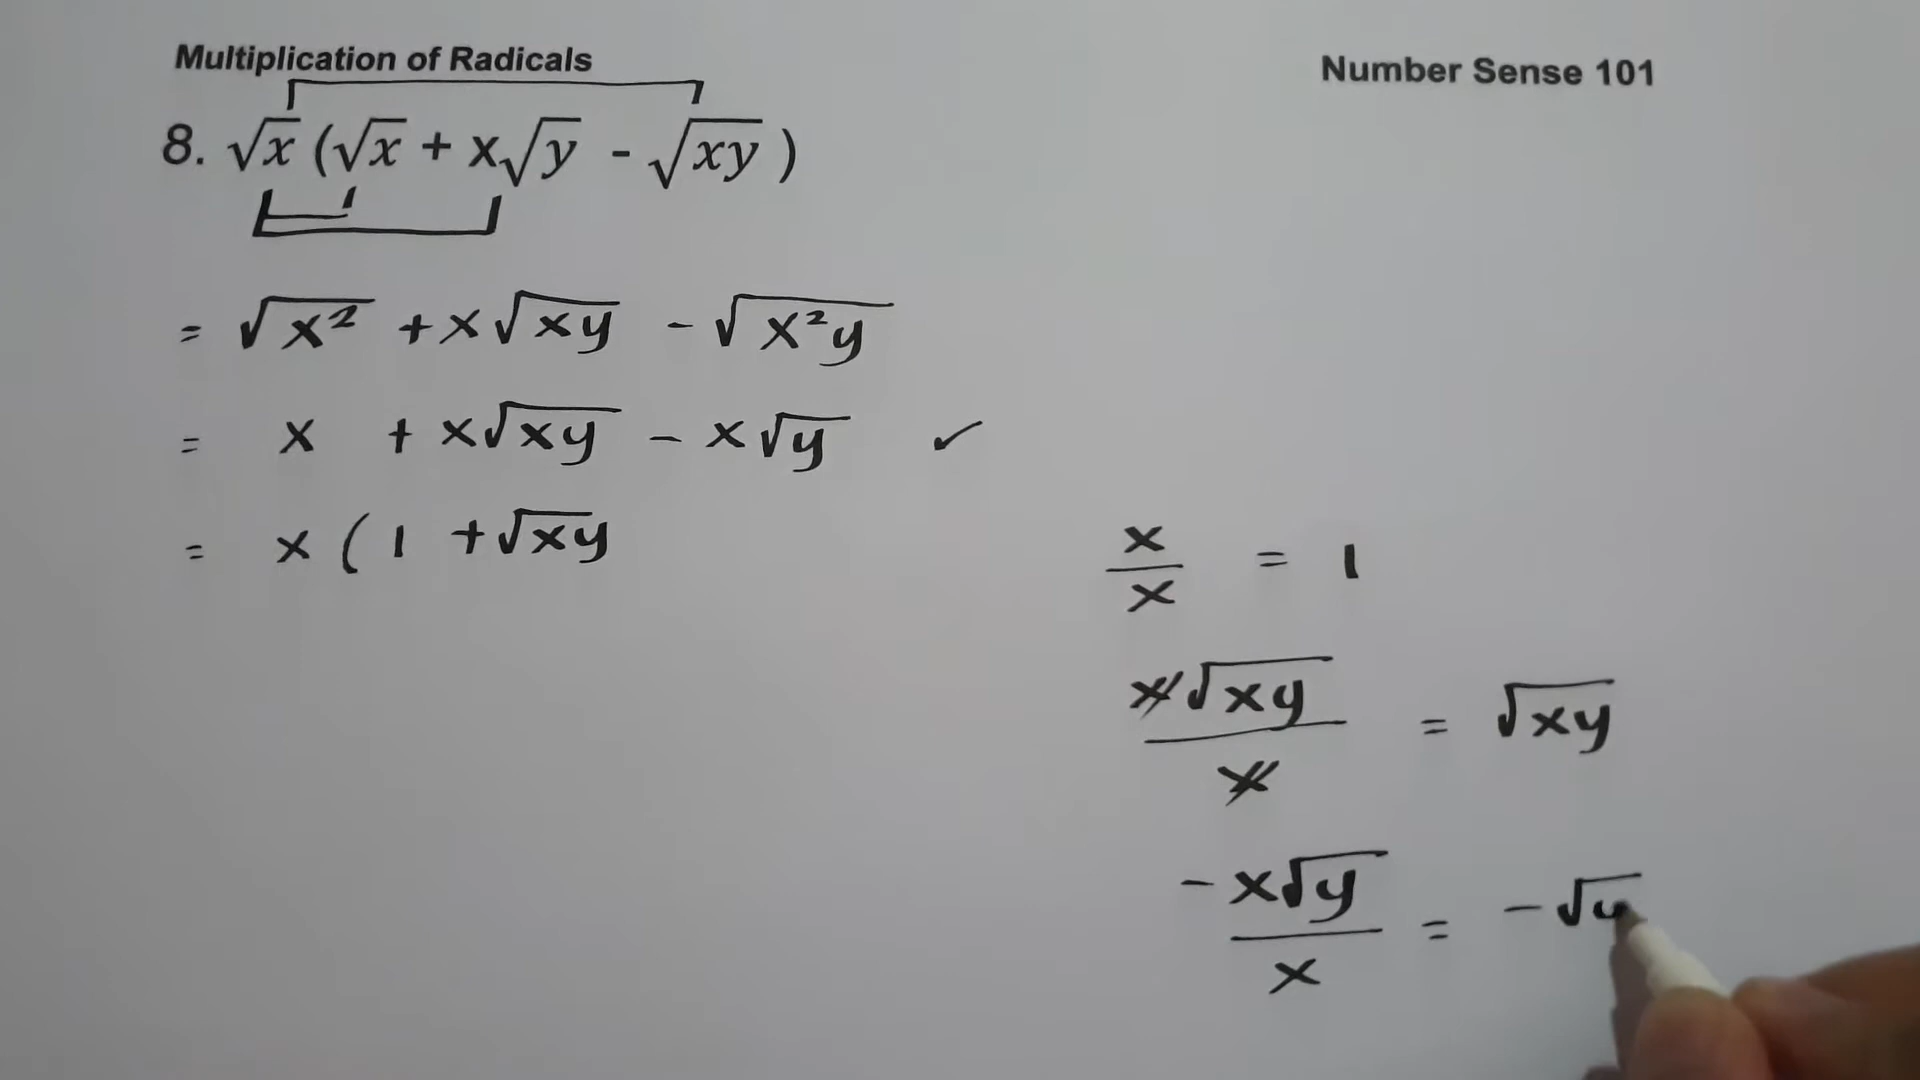 Multiplication of Radicals
Number Sense 101
8. √x (√x + x√y - √xy )
= √x² + x√xy - √x²y
= x + x√xy - x√y ✓
= x ( 1 + √xy
x/x = 1
x√xy/x = √xy
-x√y/x = -√y